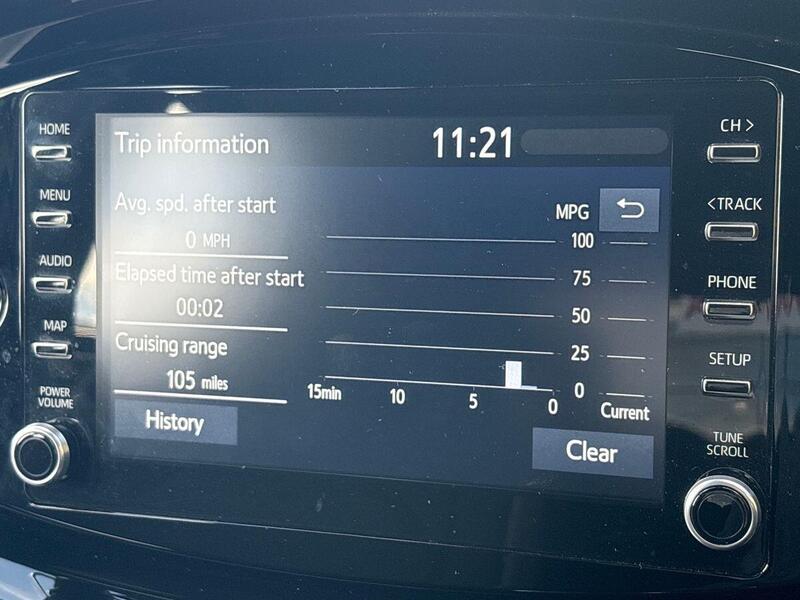 Trip information 11:21
Avg. spd. after start
0 MPH
Elapsed time after start
00:02
Cruising range
105 miles
History
MPG
100
75
50
25
0
15min 10 5 0
Current
Clear
HOME
MENU
AUDIO
MAP
POWER
VOLUME
CH >
< TRACK
PHONE
SETUP
TUNE
SCROLL